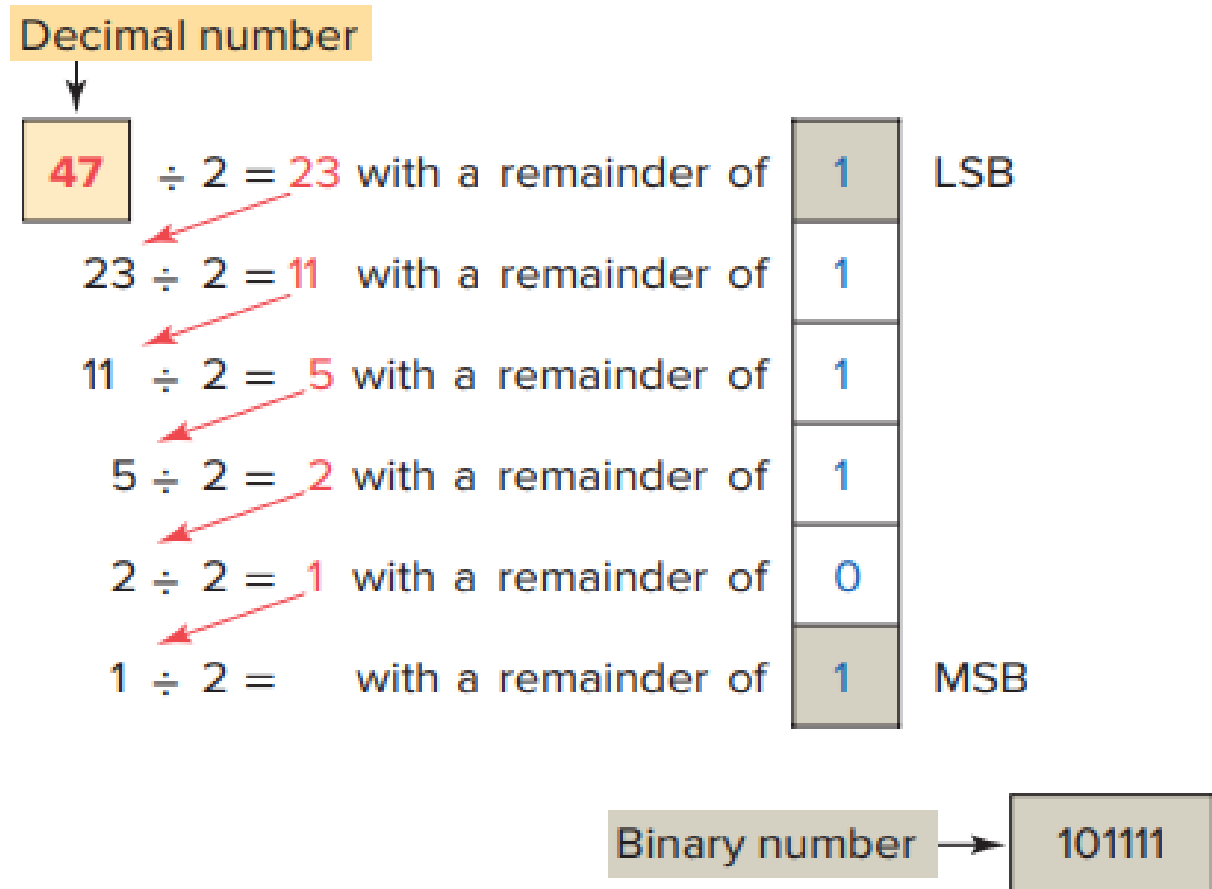 Decimal number
47 ÷ 2 = 23 with a remainder of 1 LSB
23 ÷ 2 = 11 with a remainder of 1
11 ÷ 2 = 5 with a remainder of 1
5 ÷ 2 = 2 with a remainder of 1
2 ÷ 2 = 1 with a remainder of 0
1 ÷ 2 = with a remainder of 1 MSB
Binary number 101111